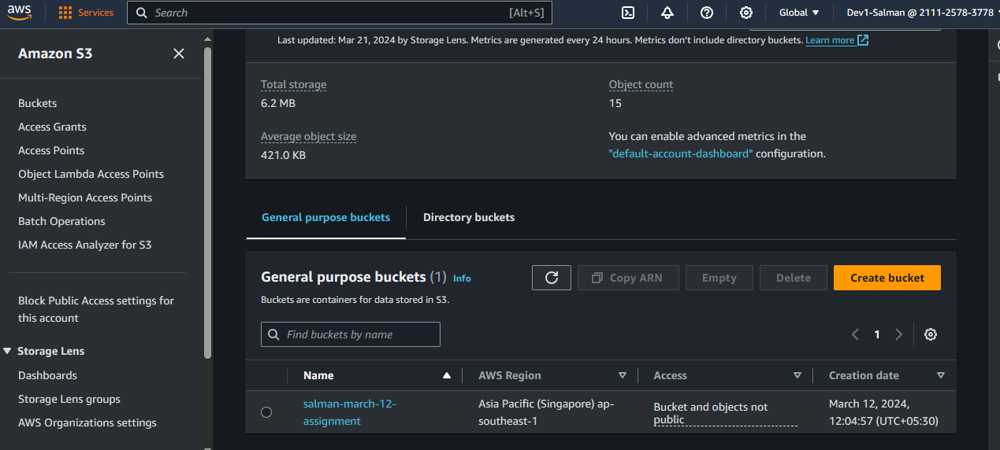 aws
Services
Search
[Alt+S]
Global
Dev1-Salman @ 2111-2578-3778
Amazon S3
Buckets
Access Grants
Access Points
Object Lambda Access Points
Multi-Region Access Points
Batch Operations
IAM Access Analyzer for S3
Block Public Access settings for
this account
Storage Lens
Dashboards
Storage Lens groups
AWS Organizations settings
Last updated: Mar 21, 2024 by Storage Lens. Metrics are generated every 24 hours. Metrics don't include directory buckets. Learn more
Total storage
6.2 MB
Object count
15
Average object size
421.0 KB
You can enable advanced metrics in the
"default-account-dashboard" configuration.
General purpose buckets
Directory buckets
General purpose buckets (1) Info
Buckets are containers for data stored in S3.
Copy ARN
Empty
Delete
Create bucket
Find buckets by name
1
Name
AWS Region
Access
Creation date
salman-march-12-
assignment
Asia Pacific (Singapore) ap-
southeast-1
Bucket and objects not
public
March 12, 2024,
12:04:57 (UTC+05:30)